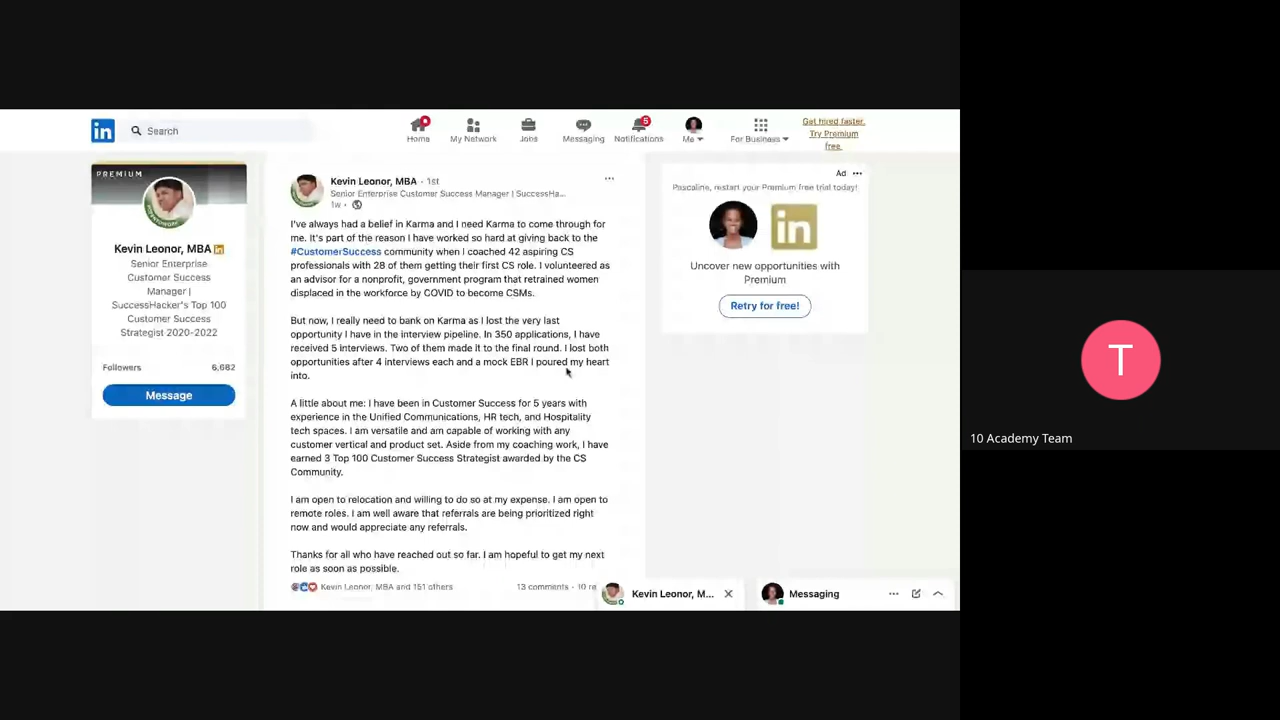 in
Search
Home
My Network
Jobs
Messaging
5
Notifications
Me
For Business
Get hired faster.
Try Premium
free.
PREMIUM
#OPENTOWORK
Kevin Leonor, MBA in
Senior Enterprise
Customer Success
Manager |
SuccessHacker's Top 100
Customer Success
Strategist 2020-2022
Followers 6,682
Message
Kevin Leonor, MBA · 1st
Senior Enterprise Customer Success Manager | SuccessHa...
1w ·
I've always had a belief in Karma and I need Karma to come through for
me. It's part of the reason I have worked so hard at giving back to the
#CustomerSuccess community when I coached 42 aspiring CS
professionals with 28 of them getting their first CS role. I volunteered as
an advisor for a nonprofit, government program that retrained women
displaced in the workforce by COVID to become CSMs.
But now, I really need to bank on Karma as I lost the very last
opportunity I have in the interview pipeline. In 350 applications, I have
received 5 interviews. Two of them made it to the final round. I lost both
opportunities after 4 interviews each and a mock EBR I poured my heart
into.
A little about me: I have been in Customer Success for 5 years with
experience in the Unified Communications, HR tech, and Hospitality
tech spaces. I am versatile and am capable of working with any
customer vertical and product set. Aside from my coaching work, I have
earned 3 Top 100 Customer Success Strategist awarded by the CS
Community.
I am open to relocation and willing to do so at my expense. I am open to
remote roles. I am well aware that referrals are being prioritized right
now and would appreciate any referrals.
Thanks for all who have reached out so far. I am hopeful to get my next
role as soon as possible.
Kevin Leonor, MBA and 151 others
13 comments · 10 re
Ad ···
Pascaline, restart your Premium free trial today!
in
Uncover new opportunities with
Premium
Retry for free!
Kevin Leonor, M...
Messaging
T
10 Academy Team